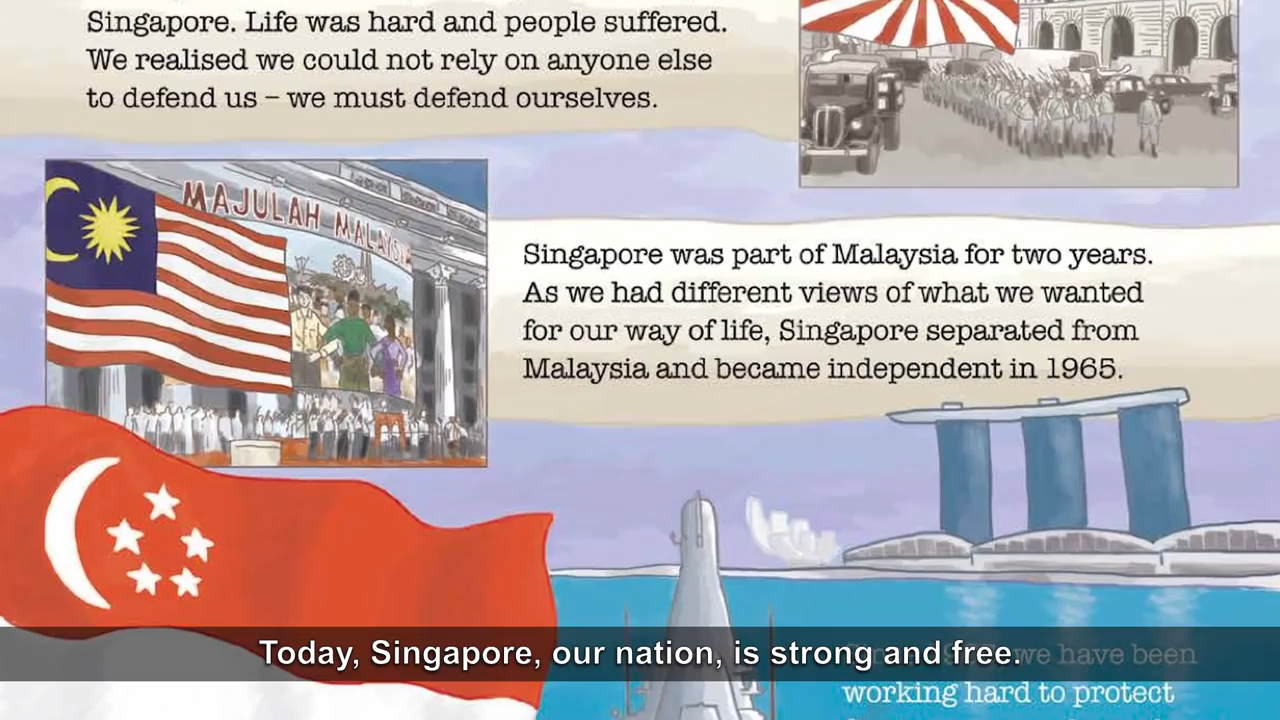 Singapore. Life was hard and people suffered.
We realised we could not rely on anyone else
to defend us – we must defend ourselves.
MAJULAH MALAYSIA
Singapore was part of Malaysia for two years.
As we had different views of what we wanted
for our way of life, Singapore separated from
Malaysia and became independent in 1965.
Today, Singapore, our nation, is strong and free.
we have been
working hard to protect